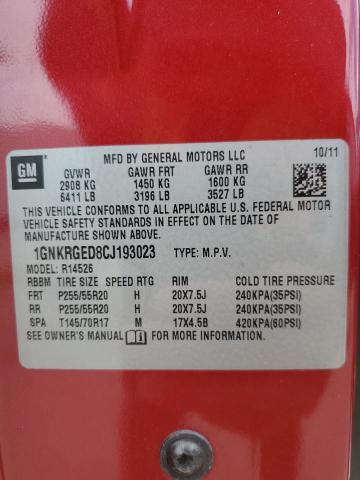 GM
MFD BY GENERAL MOTORS LLC 10/11
GVWR GAWR FRT GAWR RR
2908 KG 1450 KG 1600 KG
6411 LB 3196 LB 3527 LB
THIS VEHICLE CONFORMS TO ALL APPLICABLE U.S. FEDERAL MOTOR
VEHICLE SAFETY STANDARDS IN EFFECT ON THE DATE OF
MANUFACTURE SHOWN ABOVE.
1GNKRGED8CJ193023 TYPE: M.P.V.
MODEL: R14526
RBBM TIRE SIZE SPEED RTG RIM COLD TIRE PRESSURE
FRT P255/55R20 H 20X7.5J 240KPA(35PSI)
RR P255/55R20 H 20X7.5J 240KPA(35PSI)
SPA T145/70R17 M 17X4.5B 420KPA(60PSI)
SEE OWNER'S MANUAL FOR MORE INFORMATION.